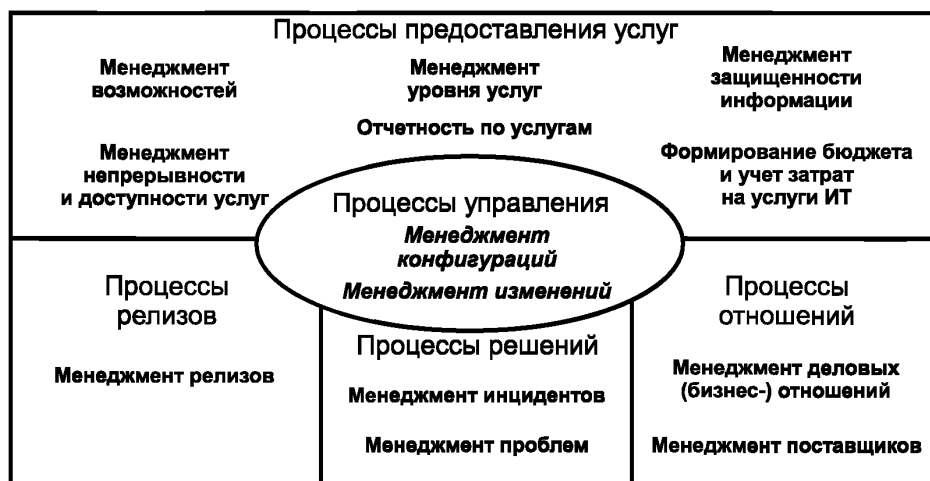 Процессы предоставления услуг
Менеджмент
возможностей
Менеджмент
уровня услуг
Менеджмент
защищенности
информации
Отчетность по услугам
Менеджмент
непрерывности
и доступности услуг
Формирование бюджета
и учет затрат
на услуги ИТ
Процессы управления
Менеджмент
конфигураций
Менеджмент изменений
Процессы
релизов
Менеджмент релизов
Процессы решений
Менеджмент инцидентов
Менеджмент проблем
Процессы
отношений
Менеджмент деловых
(бизнес-) отношений
Менеджмент поставщиков